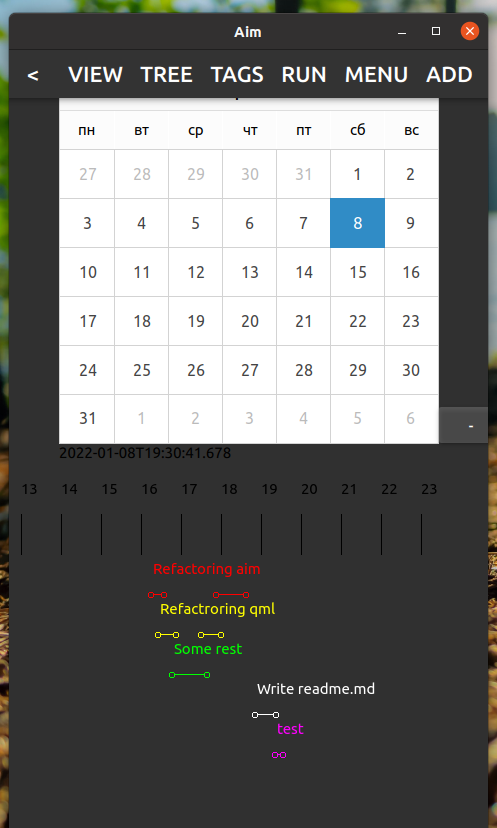 Aim
< VIEW TREE TAGS RUN MENU ADD
пн вт ср чт пт сб вс
27 28 29 30 31 1 2
3 4 5 6 7 8 9
10 11 12 13 14 15 16
17 18 19 20 21 22 23
24 25 26 27 28 29 30
31 1 2 3 4 5 6
-
2022-01-08T19:30:41.678
13 14 15 16 17 18 19 20 21 22 23
Refactoring aim
Refactroring qml
Some rest
Write readme.md
test